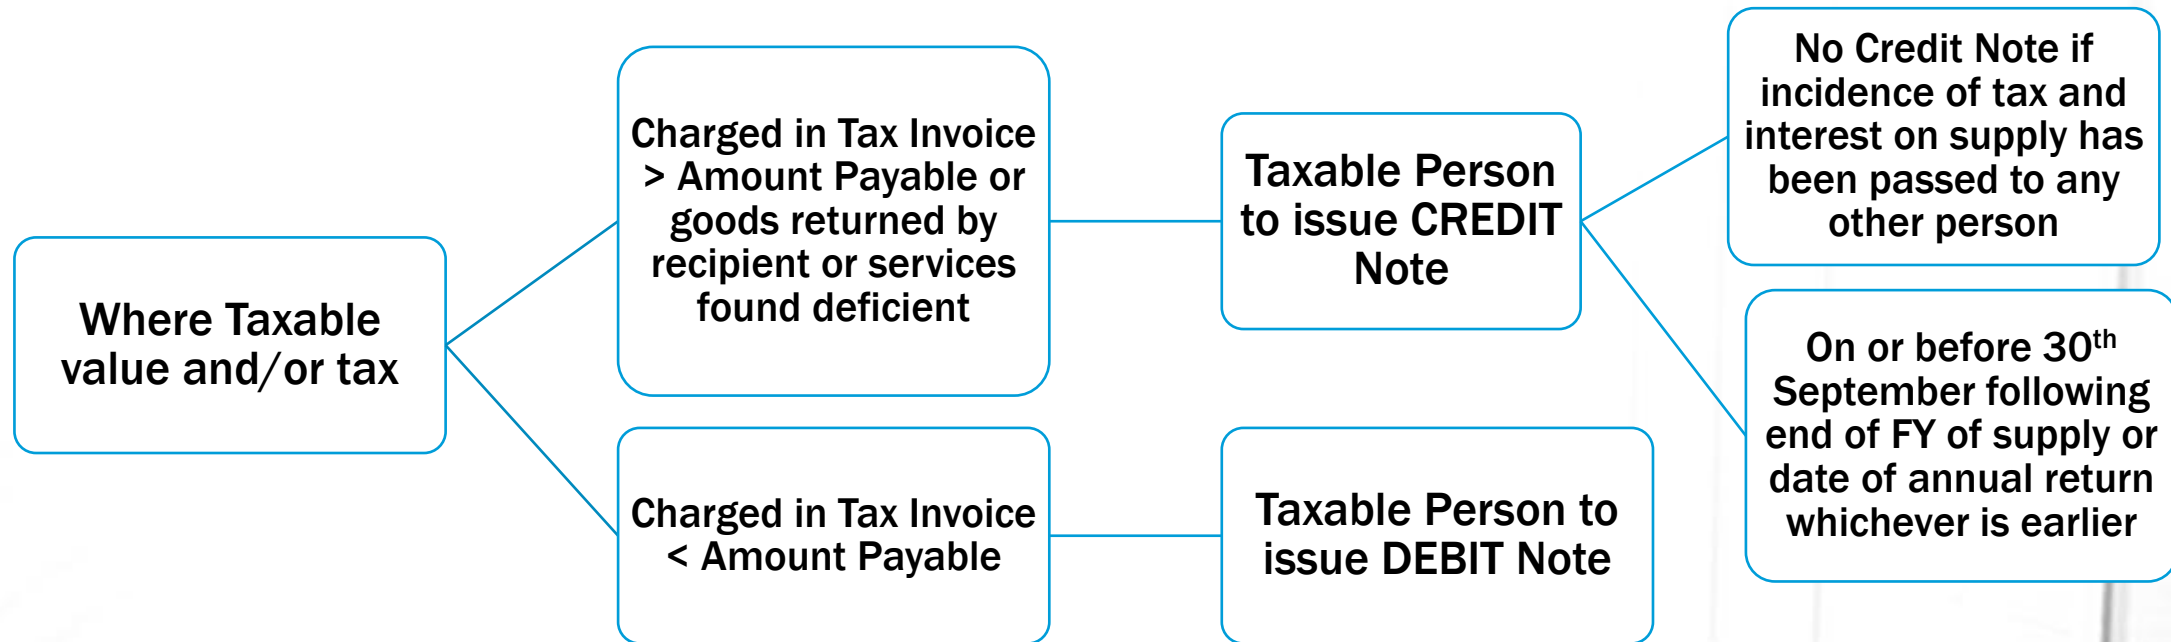 Where Taxable
value and/or tax
Charged in Tax Invoice
> Amount Payable or
goods returned by
recipient or services
found deficient
Taxable Person
to issue CREDIT
Note
No Credit Note if
incidence of tax and
interest on supply has
been passed to any
other person
On or before 30th
September following
end of FY of supply or
date of annual return
whichever is earlier
Charged in Tax Invoice
< Amount Payable
Taxable Person to
issue DEBIT Note